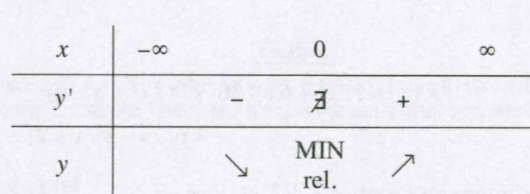 x −∞ 0 ∞
y' − ∄ +
y ↘ MIN ↗
rel.